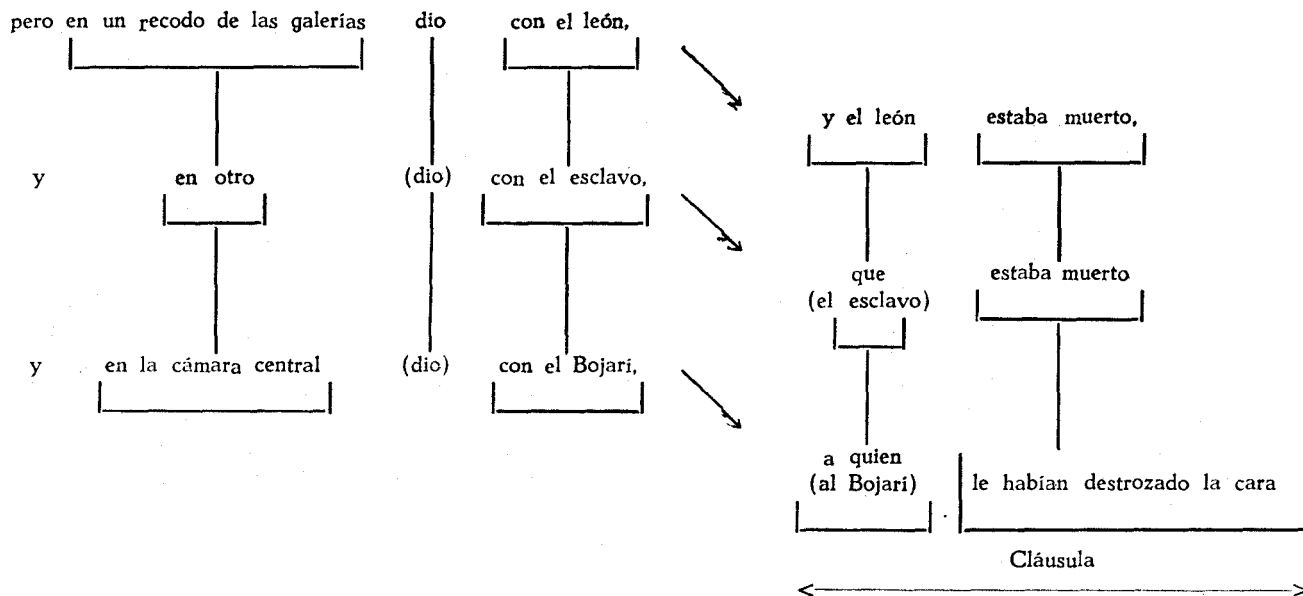 pero en un recodo de las galerías dio con el león,
y el león estaba muerto,
y en otro (dio) con el esclavo,
que estaba muerto
(el esclavo)
y en la cámara central (dio) con el Bojarí,
a quien
(al Bojarí) le habían destrozado la cara
Cláusula